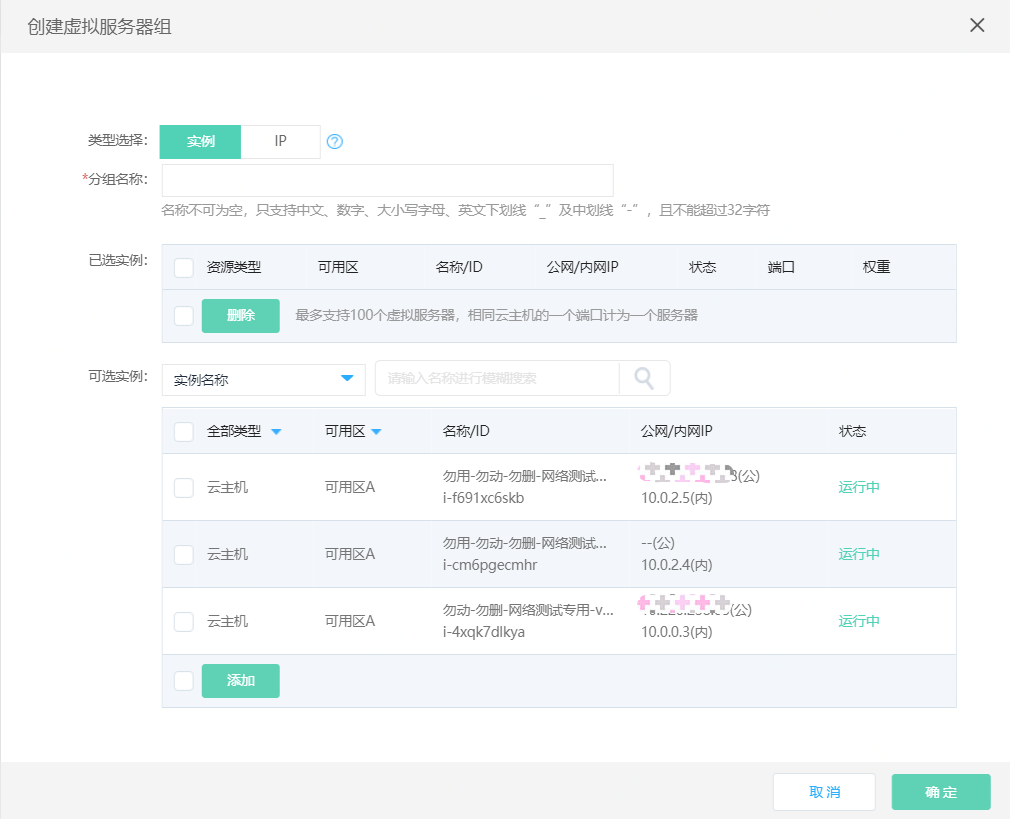 创建虚拟服务器组
类型选择: 实例 IP ?
*分组名称:
名称不可为空，只支持中文、数字、大小写字母、英文下划线“_”及中划线“-”，且不能超过32字符
已选实例: 资源类型 可用区 名称/ID 公网/内网IP 状态 端口 权重
删除 最多支持100个虚拟服务器，相同云主机的一个端口计为一个服务器
可选实例: 实例名称 请输入名称进行模糊搜索
全部类型 可用区 名称/ID 公网/内网IP 状态
云主机 可用区A 勿用-勿动-勿删-网络测试... (公) 运行中
i-f691xc6skb 10.0.2.5(内)
云主机 可用区A 勿用-勿动-勿删-网络测试... --(公) 运行中
i-cm6pgecmhr 10.0.2.4(内)
云主机 可用区A 勿动-勿删-网络测试专用-v... (公) 运行中
i-4xqk7dlkya 10.0.0.3(内)
添加
取消 确定